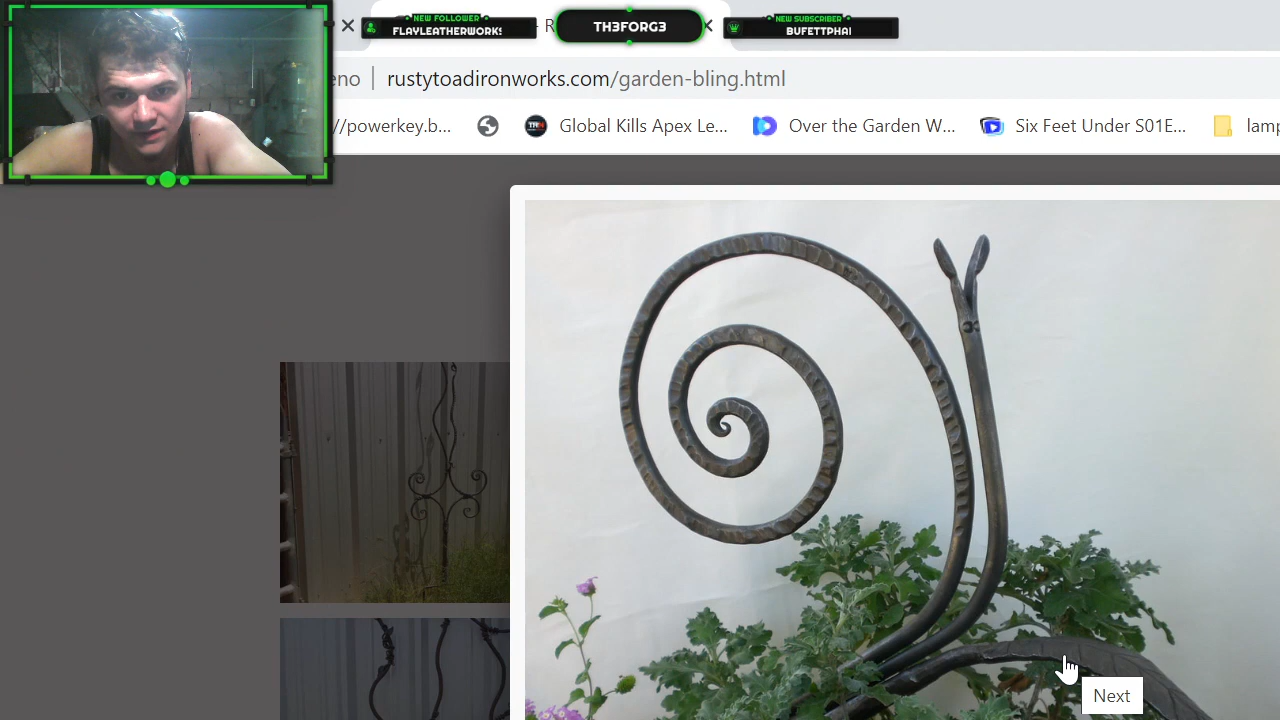 NEW FOLLOWER
FLAYLEATHERWORKS
TH3FORG3
NEW SUBSCRIBER
BUFETTPHAI
eno
rustytoadironworks.com/garden-bling.html
//powerkey.b...
Global Kills Apex Le...
Over the Garden W...
Six Feet Under S01E...
lamp
Next